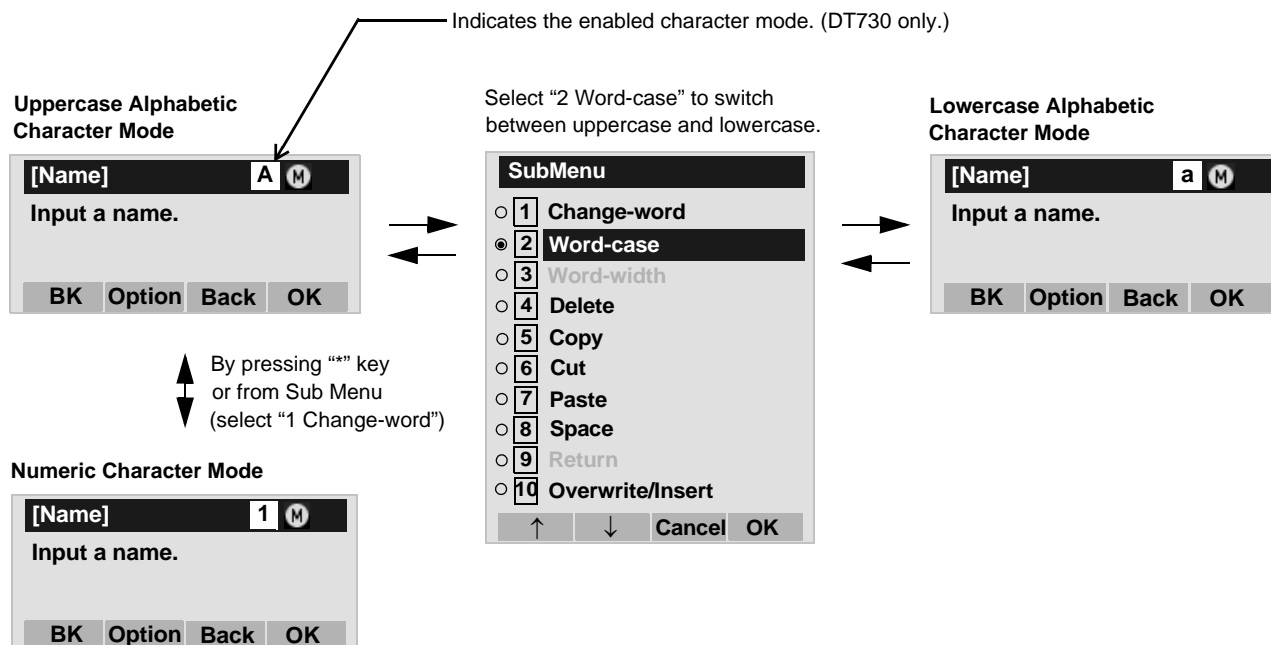 Indicates the enabled character mode. (DT730 only.)
Uppercase Alphabetic
Character Mode
[Name] A M
Input a name.
BK Option Back OK
By pressing “*” key
or from Sub Menu
(select “1 Change-word”)
Numeric Character Mode
[Name] 1 M
Input a name.
BK Option Back OK
Select “2 Word-case” to switch
between uppercase and lowercase.
SubMenu
1 Change-word
2 Word-case
3 Word-width
4 Delete
5 Copy
6 Cut
7 Paste
8 Space
9 Return
10 Overwrite/Insert
↑ ↓ Cancel OK
Lowercase Alphabetic
Character Mode
[Name] a M
Input a name.
BK Option Back OK